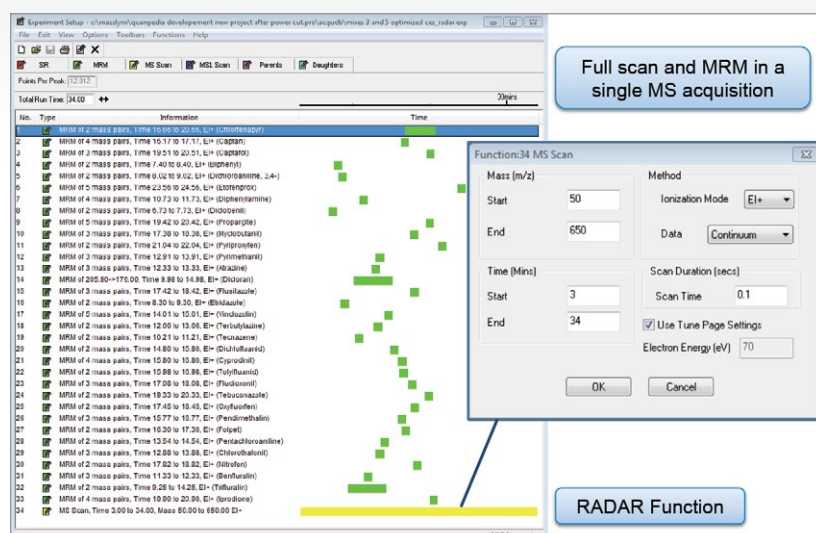 Experiment Setup - c:\masslynx\quanpedia developement new project after power cut.pro\acqudb\mixes 3 and 5 optimized ces_radar.exp
File Edit View Options Toolbars Functions Help
SIR MRM MS Scan MS1 Scan Parents Daughters
Points Per Peak: 12.012
Total Run Time: 34.00
30mins
No. Type Information Time
1 MRM of 2 mass pairs, Time 16.66 to 20.66, EI+ (Chlorfenapyr)
2 MRM of 4 mass pairs, Time 16.17 to 17.17, EI+ (Captan)
3 MRM of 3 mass pairs, Time 19.51 to 20.51, EI+ (Captafol)
4 MRM of 2 mass pairs, Time 7.40 to 8.40, EI+ (Biphenyl)
5 MRM of 2 mass pairs, Time 8.02 to 9.02, EI+ (Dichloroaniline, 3,4-)
6 MRM of 5 mass pairs, Time 23.56 to 24.56, EI+ (Etofenprox)
7 MRM of 4 mass pairs, Time 10.73 to 11.73, EI+ (Diphenylamine)
8 MRM of 2 mass pairs, Time 6.73 to 7.73, EI+ (Diclobenil)
9 MRM of 5 mass pairs, Time 19.42 to 20.42, EI+ (Propargite)
10 MRM of 3 mass pairs, Time 17.38 to 18.38, EI+ (Myclobutanil)
11 MRM of 2 mass pairs, Time 21.04 to 22.04, EI+ (Pyriproxyfen)
12 MRM of 3 mass pairs, Time 12.91 to 13.91, EI+ (Pyrimethanil)
13 MRM of 3 mass pairs, Time 12.33 to 13.33, EI+ (Atrazine)
14 MRM of 205.90->176.00, Time 9.98 to 14.98, EI+ (Dicloran)
15 MRM of 3 mass pairs, Time 17.42 to 18.42, EI+ (Flusilazole)
16 MRM of 2 mass pairs, Time 8.30 to 9.30, EI+ (Etridiazole)
17 MRM of 5 mass pairs, Time 14.01 to 15.01, EI+ (Vinclozolin)
18 MRM of 2 mass pairs, Time 12.06 to 13.06, EI+ (Terbutylazine)
19 MRM of 2 mass pairs, Time 10.21 to 11.21, EI+ (Tecnazene)
20 MRM of 2 mass pairs, Time 14.80 to 15.80, EI+ (Dichlofluanid)
21 MRM of 4 mass pairs, Time 15.80 to 16.80, EI+ (Cyprodinil)
22 MRM of 2 mass pairs, Time 15.98 to 16.98, EI+ (Tolylfluanid)
23 MRM of 3 mass pairs, Time 17.08 to 18.08, EI+ (Fludioxonil)
24 MRM of 2 mass pairs, Time 19.33 to 20.33, EI+ (Tebuconazole)
25 MRM of 2 mass pairs, Time 17.45 to 18.45, EI+ (Oxyfluorfen)
26 MRM of 3 mass pairs, Time 15.77 to 16.77, EI+ (Pendimethalin)
27 MRM of 2 mass pairs, Time 16.30 to 17.30, EI+ (Folpet)
28 MRM of 2 mass pairs, Time 13.54 to 14.54, EI+ (Pentachloroaniline)
29 MRM of 3 mass pairs, Time 12.88 to 13.88, EI+ (Chlorothalonil)
30 MRM of 2 mass pairs, Time 17.82 to 18.82, EI+ (Nitrofen)
31 MRM of 3 mass pairs, Time 11.33 to 12.33, EI+ (Benfluralin)
32 MRM of 2 mass pairs, Time 9.25 to 14.25, EI+ (Trifluralin)
33 MRM of 4 mass pairs, Time 19.90 to 20.90, EI+ (Iprodione)
34 MS Scan, Time 3.00 to 34.00, Mass 50.00 to 650.00 EI+
Full scan and MRM in a
single MS acquisition
Function:34 MS Scan
Mass (m/z)
Start 50
End 650
Method
Ionization Mode EI+
Data Continuum
Time (Mins)
Start 3
End 34
Scan Duration (secs)
Scan Time 0.1
Use Tune Page Settings
Electron Energy (eV) 70
OK Cancel
RADAR Function